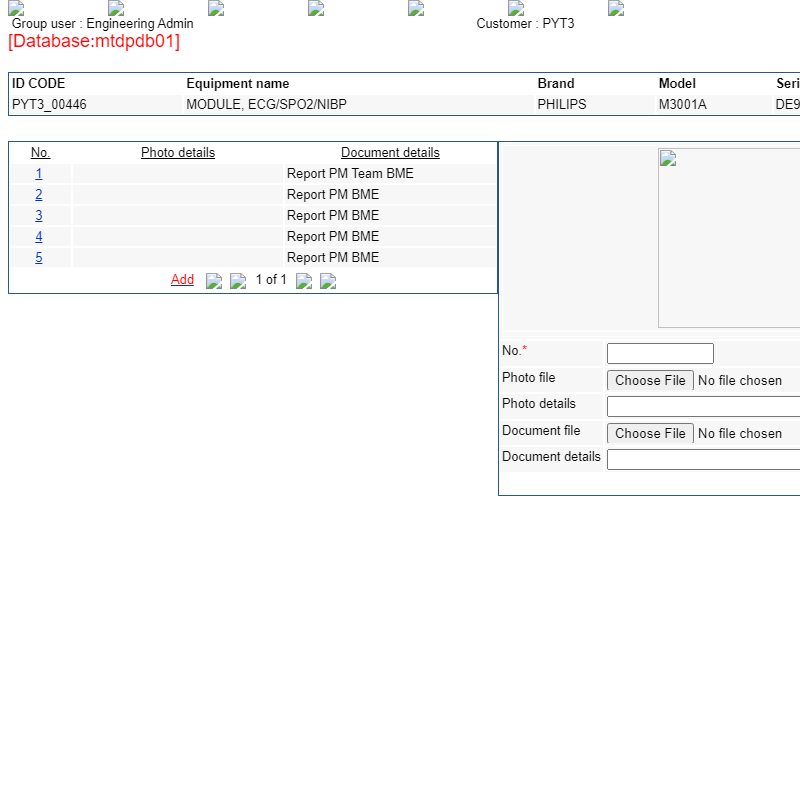 Group user : Engineering Admin Customer : PYT3
[Database:mtdpdb01]
ID CODE Equipment name Brand Model Seri
PYT3_00446 MODULE, ECG/SPO2/NIBP PHILIPS M3001A DE9
No. Photo details Document details
1 Report PM Team BME
2 Report PM BME
3 Report PM BME
4 Report PM BME
5 Report PM BME
Add 1 of 1
No.*
Photo file Choose File No file chosen
Photo details
Document file Choose File No file chosen
Document details